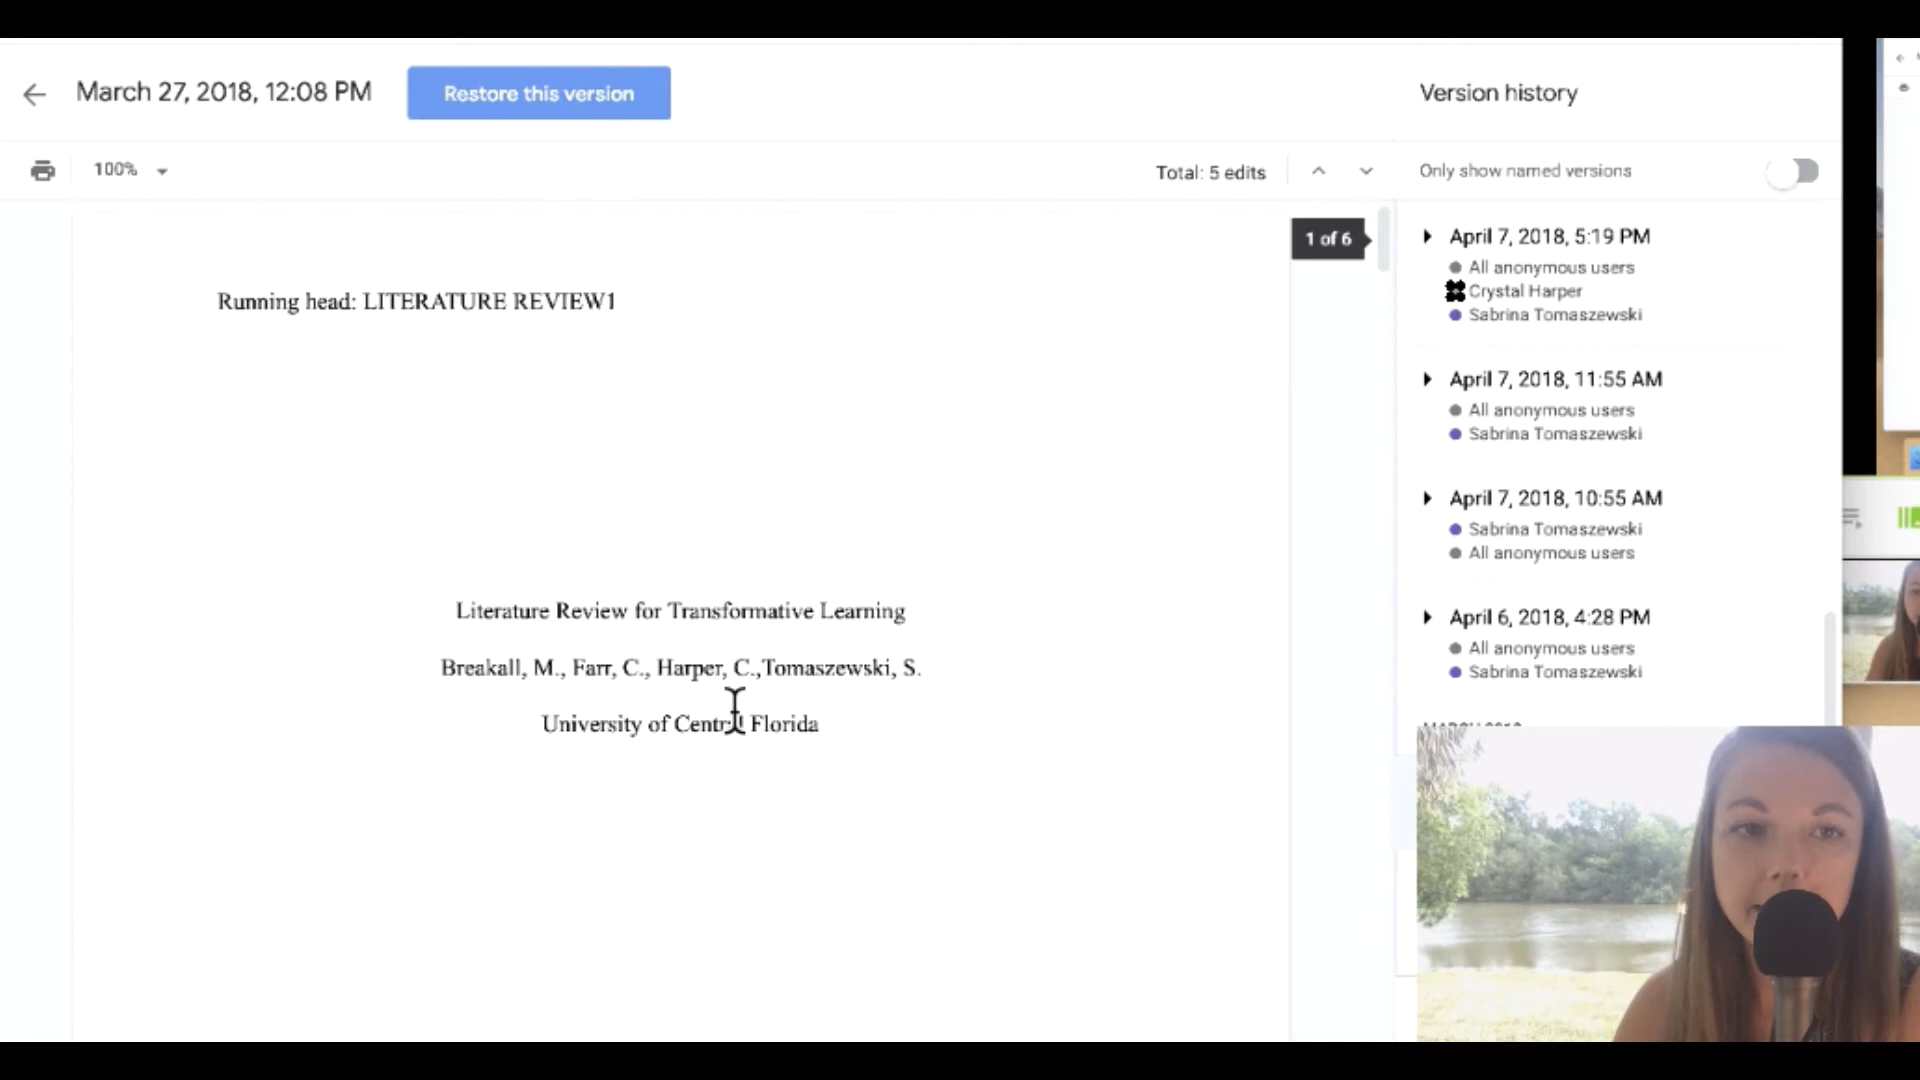 March 27, 2018, 12:08 PM
Restore this version
Version history
100%
Total: 5 edits
Only show named versions
1 of 6
Running head: LITERATURE REVIEW1
Literature Review for Transformative Learning
Breakall, M., Farr, C., Harper, C.,Tomaszewski, S.
University of Central Florida
April 7, 2018, 5:19 PM
All anonymous users
Crystal Harper
Sabrina Tomaszewski
April 7, 2018, 11:55 AM
All anonymous users
Sabrina Tomaszewski
April 7, 2018, 10:55 AM
Sabrina Tomaszewski
All anonymous users
April 6, 2018, 4:28 PM
All anonymous users
Sabrina Tomaszewski